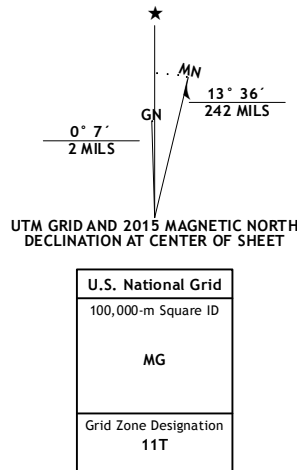 ★
MN
GN
13° 36´
242 MILS
0° 7´
2 MILS
UTM GRID AND 2015 MAGNETIC NORTH
DECLINATION AT CENTER OF SHEET
U.S. National Grid
100,000-m Square ID
MG
Grid Zone Designation
11T